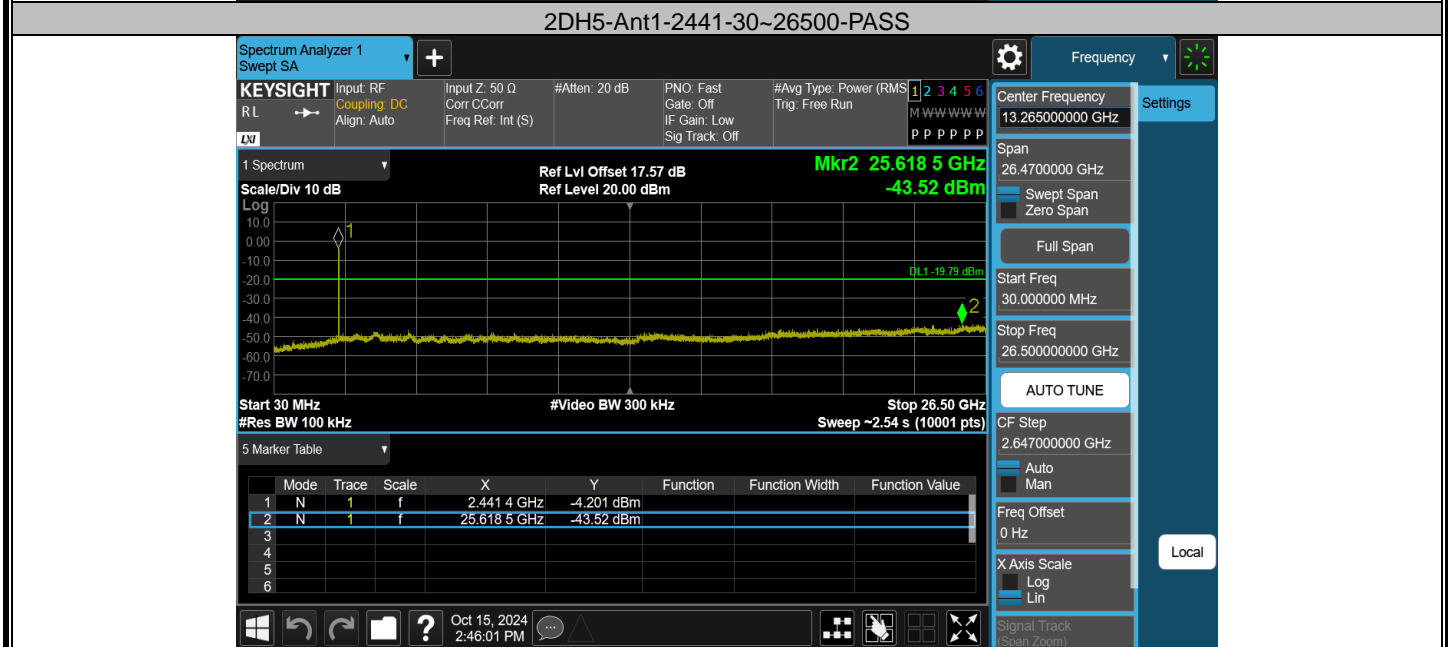 2DH5-Ant1-2441-30~26500-PASS
Spectrum Analyzer 1
Swept SA
Frequency
KEYSIGHT
R L
LXI
Input: RF
Coupling: DC
Align: Auto
Input Z: 50 Ω
Corr CCorr
Freq Ref: Int (S)
#Atten: 20 dB
PNO: Fast
Gate: Off
IF Gain: Low
Sig Track: Off
#Avg Type: Power (RMS
Trig: Free Run
1 2 3 4 5 6
M W W W W W
P P P P P P
1 Spectrum
Scale/Div 10 dB
Log
Ref Lvl Offset 17.57 dB
Ref Level 20.00 dBm
Mkr2 25.618 5 GHz
-43.52 dBm
10.0
0.00
-10.0
-20.0
-30.0
-40.0
-50.0
-60.0
-70.0
1
DL1 -19.79 dBm
2
Start 30 MHz
#Video BW 300 kHz
Stop 26.50 GHz
#Res BW 100 kHz
Sweep ~2.54 s (10001 pts)
5 Marker Table
Mode Trace Scale X Y Function Function Width Function Value
1 N 1 f 2.441 4 GHz -4.201 dBm
2 N 1 f 25.618 5 GHz -43.52 dBm
3
4
5
6
Oct 15, 2024
2:46:01 PM
?
Center Frequency
13.265000000 GHz
Settings
Span
26.4700000 GHz
Swept Span
Zero Span
Full Span
Start Freq
30.000000 MHz
Stop Freq
26.500000000 GHz
AUTO TUNE
CF Step
2.647000000 GHz
Auto
Man
Freq Offset
0 Hz
X Axis Scale
Log
Lin
Local
Signal Track
(Span Zoom)